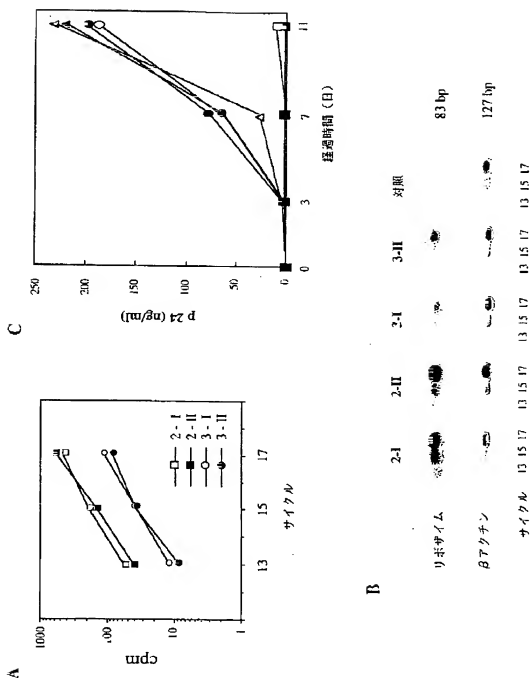 A
1000
100
10
1
cpm
13
15
17
サイクル
2 - I
2 - II
3 - I
3 - II
C
250
200
150
100
50
0
p 24 (ng/ml)
0
3
7
11
経過時間（日）
B
2-I
2-II
2-I
3-II
対照
リボザイム
83 bp
βアクチン
127 bp
サイクル
13 15 17
13 15 17
13 15 17
13 15 17
13 15 17